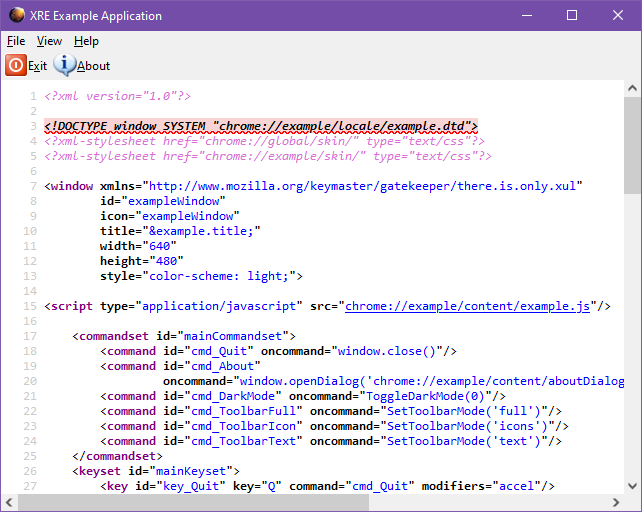 XRE Example Application
File View Help
Exit About
1 <?xml version="1.0"?>
2
3 <!DOCTYPE window SYSTEM "chrome://example/locale/example.dtd">
4 <?xml-stylesheet href="chrome://global/skin/" type="text/css"?>
5 <?xml-stylesheet href="chrome://example/skin/" type="text/css"?>
6
7 <window xmlns="http://www.mozilla.org/keymaster/gatekeeper/there.is.only.xul"
8         id="exampleWindow"
9         icon="exampleWindow"
10         title="&example.title;"
11         width="640"
12         height="480"
13         style="color-scheme: light;">
14
15 <script type="application/javascript" src="chrome://example/content/example.js"/>
16
17     <commandset id="mainCommandset">
18         <command id="cmd_Quit" oncommand="window.close()"/>
19         <command id="cmd_About"
20                  oncommand="window.openDialog('chrome://example/content/aboutDialog
21         <command id="cmd_DarkMode" oncommand="ToggleDarkMode(0)"/>
22         <command id="cmd_ToolbarFull" oncommand="SetToolbarMode('full')"/>
23         <command id="cmd_ToolbarIcon" oncommand="SetToolbarMode('icons')"/>
24         <command id="cmd_ToolbarText" oncommand="SetToolbarMode('text')"/>
25     </commandset>
26     <keyset id="mainKeyset">
27         <key id="key_Quit" key="Q" command="cmd_Quit" modifiers="accel"/>